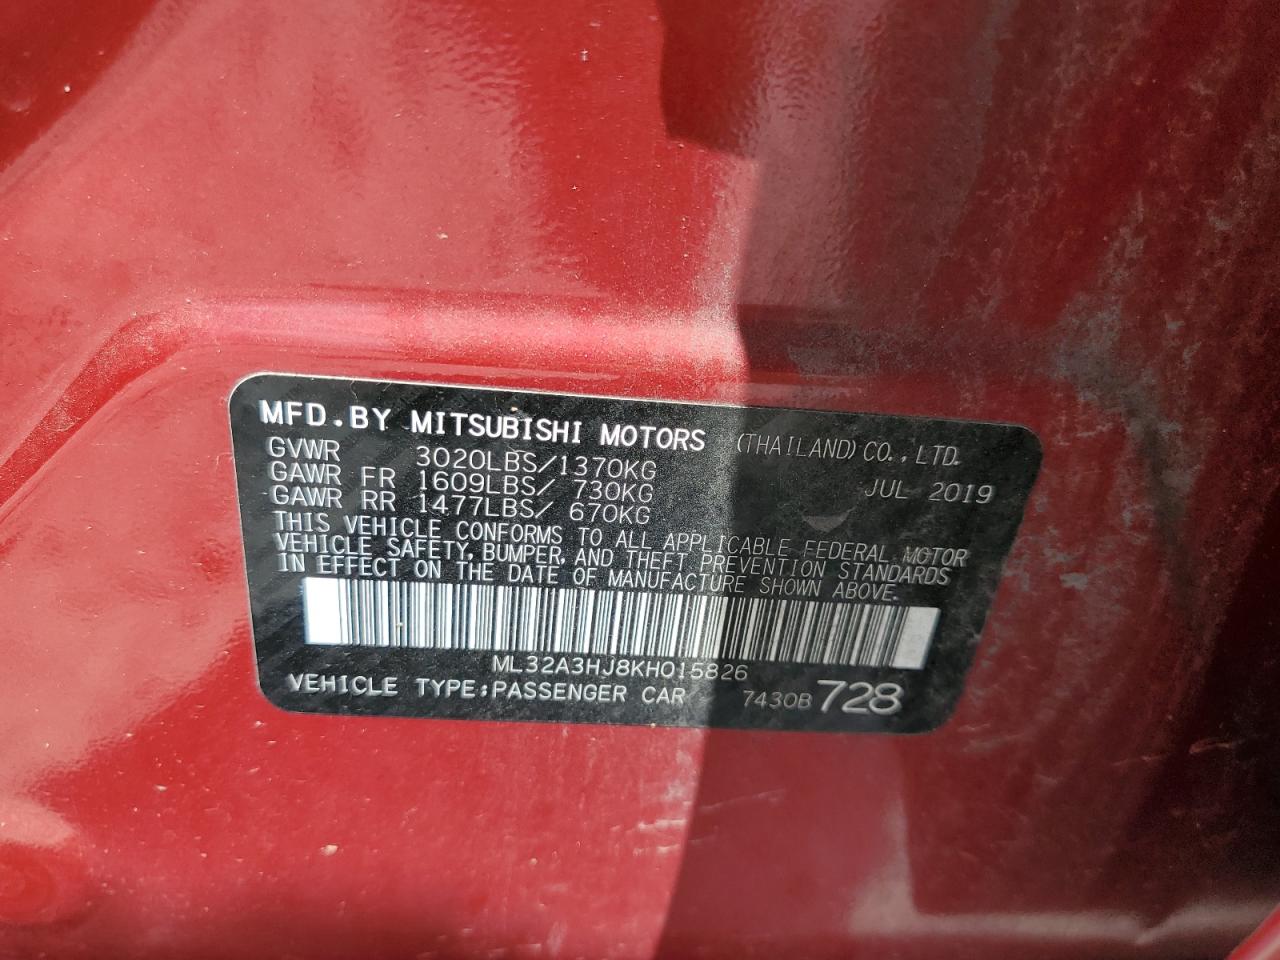 MFD.BY MITSUBISHI MOTORS (THAILAND)CO.,LTD.
GVWR 3020LBS/1370KG JUL 2019
GAWR FR 1609LBS/ 730KG
GAWR RR 1477LBS/ 670KG
THIS VEHICLE CONFORMS TO ALL APPLICABLE FEDERAL MOTOR
VEHICLE SAFETY, BUMPER, AND THEFT PREVENTION STANDARDS
IN EFFECT ON THE DATE OF MANUFACTURE SHOWN ABOVE.
ML32A3HJ8KH015826
VEHICLE TYPE:PASSENGER CAR 7430B 728